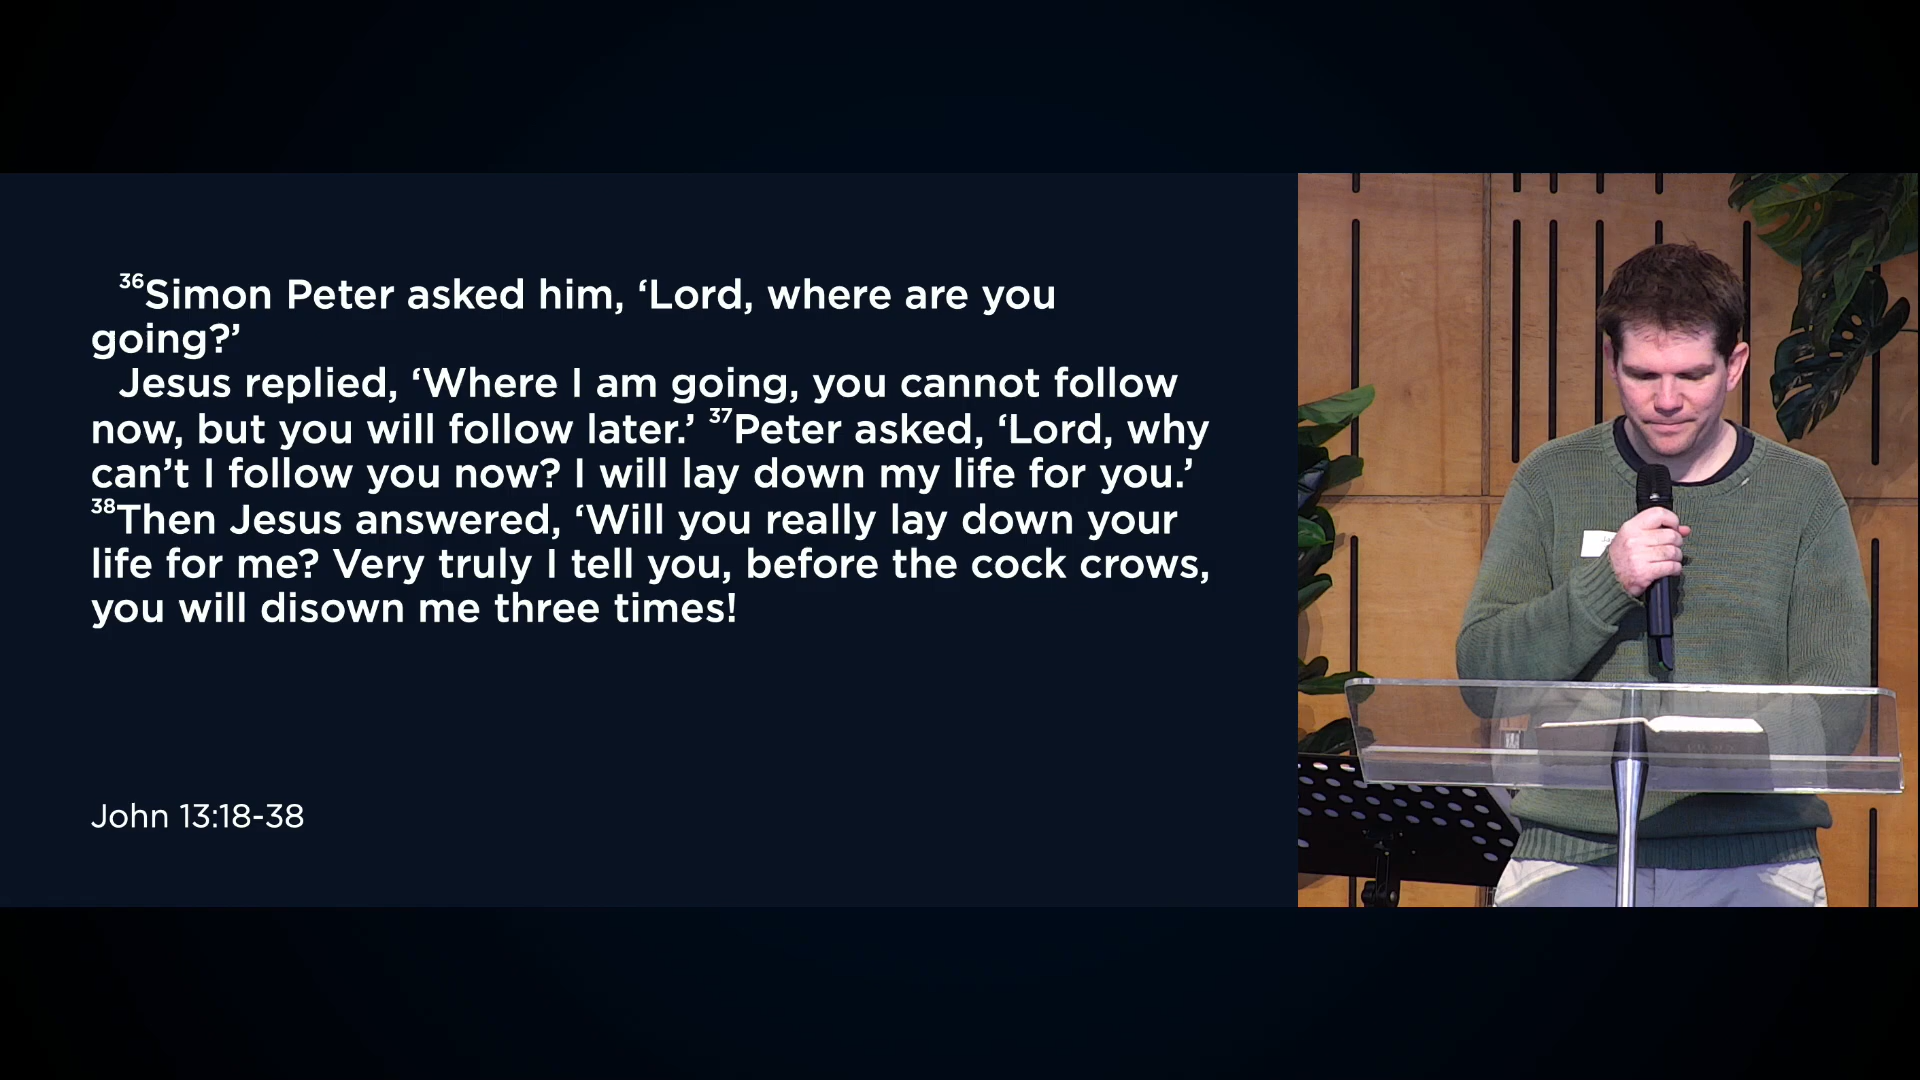 ³⁶Simon Peter asked him, ‘Lord, where are you
going?’
Jesus replied, ‘Where I am going, you cannot follow
now, but you will follow later.’ ³⁷Peter asked, ‘Lord, why
can’t I follow you now? I will lay down my life for you.’
³⁸Then Jesus answered, ‘Will you really lay down your
life for me? Very truly I tell you, before the cock crows,
you will disown me three times!
John 13:18-38